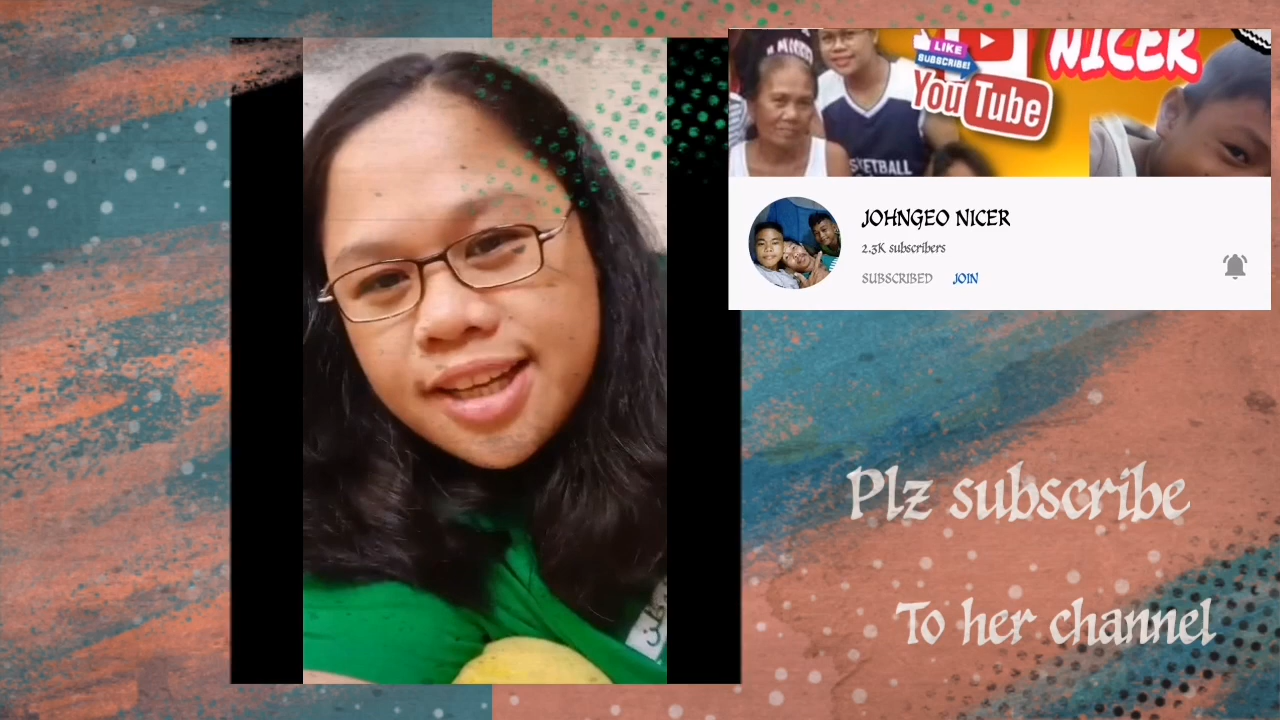 LIKE
SUBSCRIBE!
NICER
YouTube
SKETBALL
JOHNGEO NICER
2.3K subscribers
SUBSCRIBED JOIN
Plz subscribe
To her channel